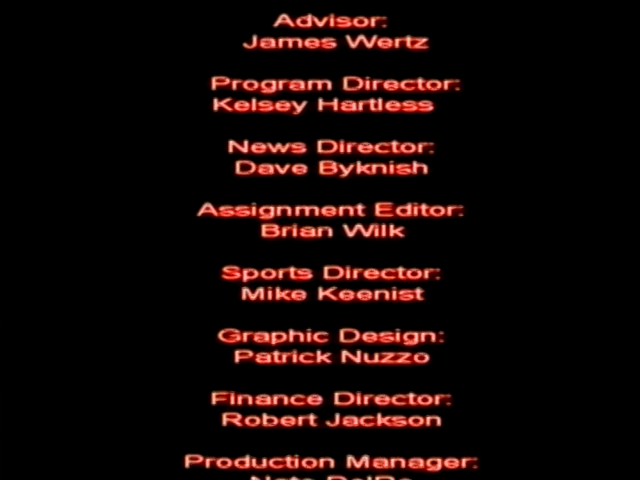 Advisor:
James Wertz
Program Director:
Kelsey Hartless
News Director:
Dave Byknish
Assignment Editor:
Brian Wilk
Sports Director:
Mike Keenist
Graphic Design:
Patrick Nuzzo
Finance Director:
Robert Jackson
Production Manager: